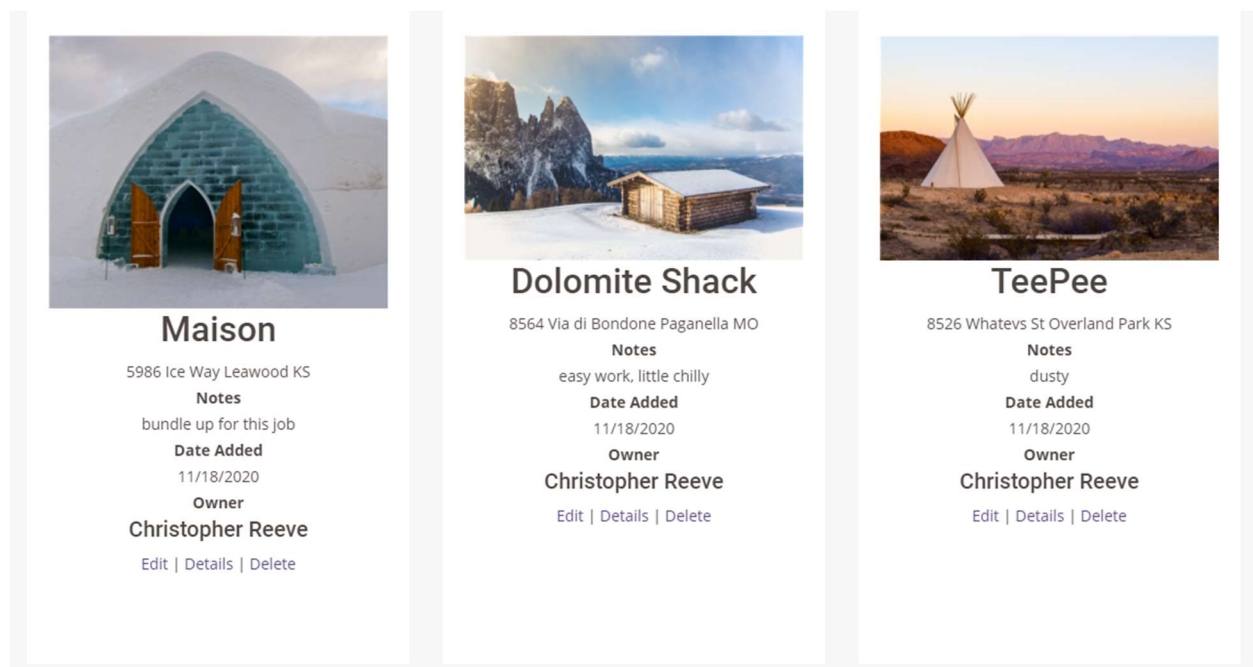 Maison
5986 Ice Way Leawood KS
Notes
bundle up for this job
Date Added
11/18/2020
Owner
Christopher Reeve
Edit | Details | Delete
Dolomite Shack
8564 Via di Bondone Paganella MO
Notes
easy work, little chilly
Date Added
11/18/2020
Owner
Christopher Reeve
Edit | Details | Delete
TeePee
8526 Whatevs St Overland Park KS
Notes
dusty
Date Added
11/18/2020
Owner
Christopher Reeve
Edit | Details | Delete